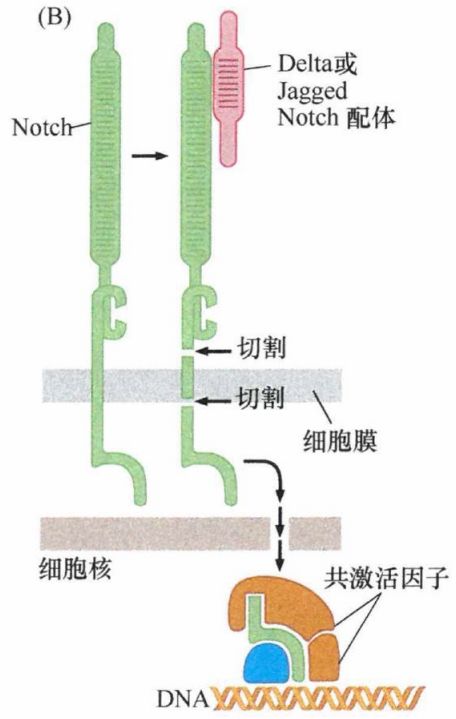 (B)
Delta或
Jagged
Notch 配体
Notch
切割
切割
细胞膜
细胞核
共激活因子
DNA